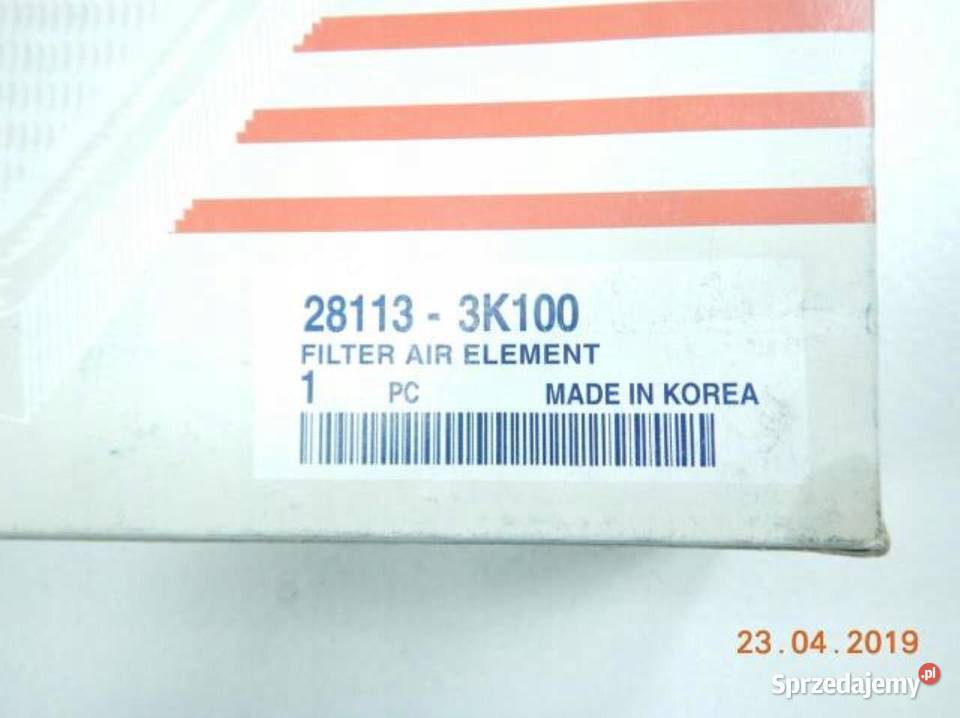 28113 - 3K100
FILTER AIR ELEMENT
1 PC MADE IN KOREA
23.04.2019
Sprzedajemy.pl